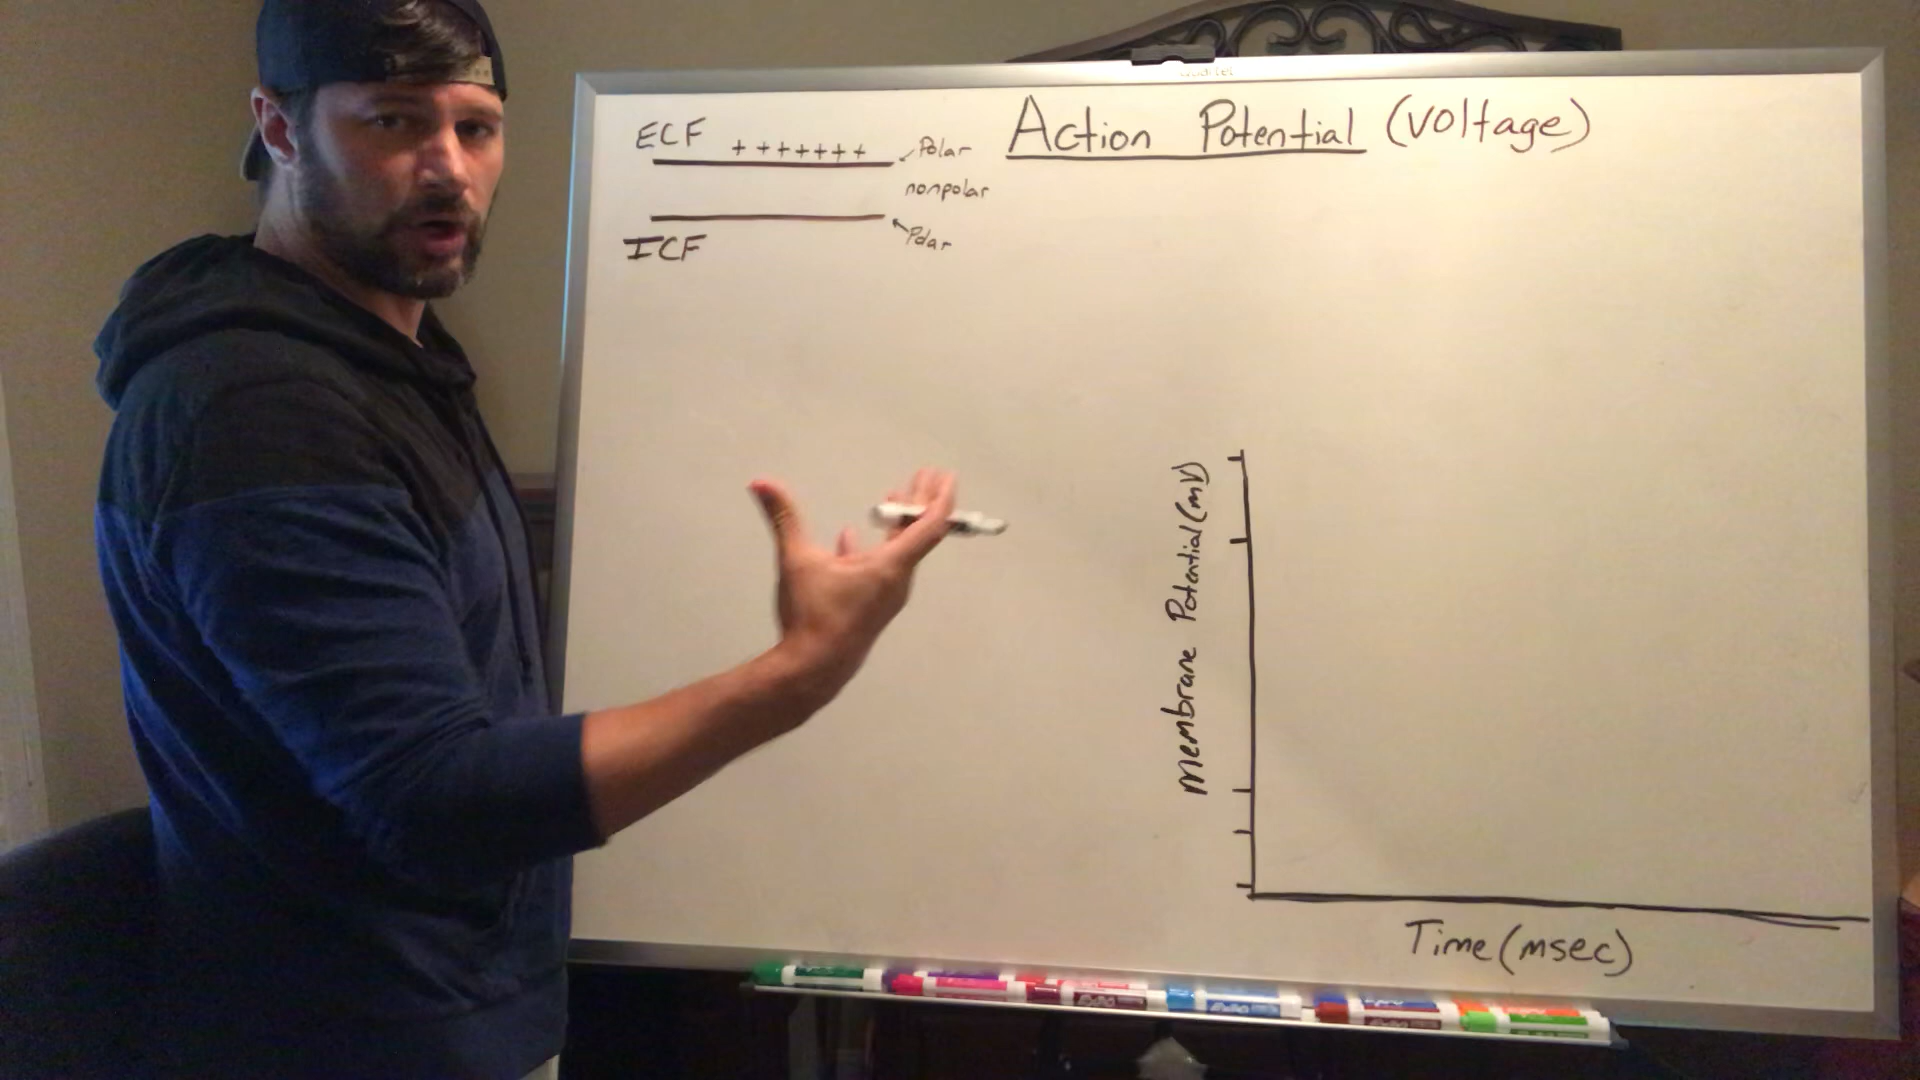 Action Potential (Voltage)
ECF
+ + + + + + +
Polar
nonpolar
Polar
ICF
membrane Potential (mV)
Time (msec)